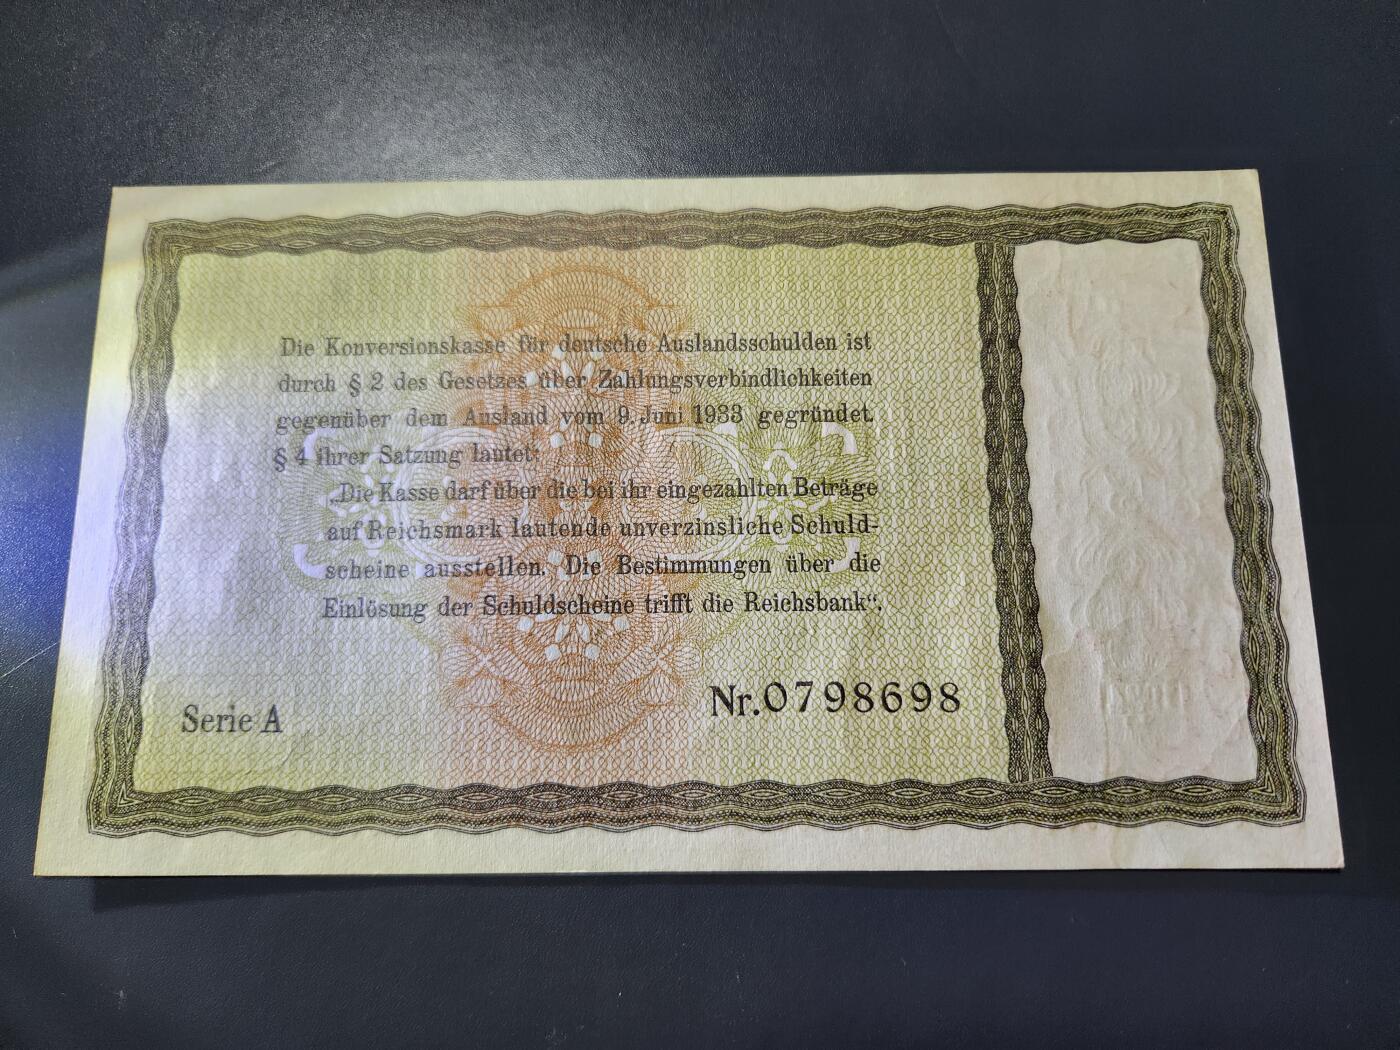 Die Konversionskasse für deutsche Auslandsschulden ist
durch § 2 des Gesetzes über Zahlungsverbindlichkeiten
gegenüber dem Ausland vom 9. Juni 1933 gegründet.
§ 4 ihrer Satzung lautet:
„Die Kasse darf über die bei ihr eingezahlten Beträge
auf Reichsmark lautende unverzinsliche Schuld-
scheine ausstellen. Die Bestimmungen über die
Einlösung der Schuldscheine trifft die Reichsbank“.
Serie A
Nr.0798698